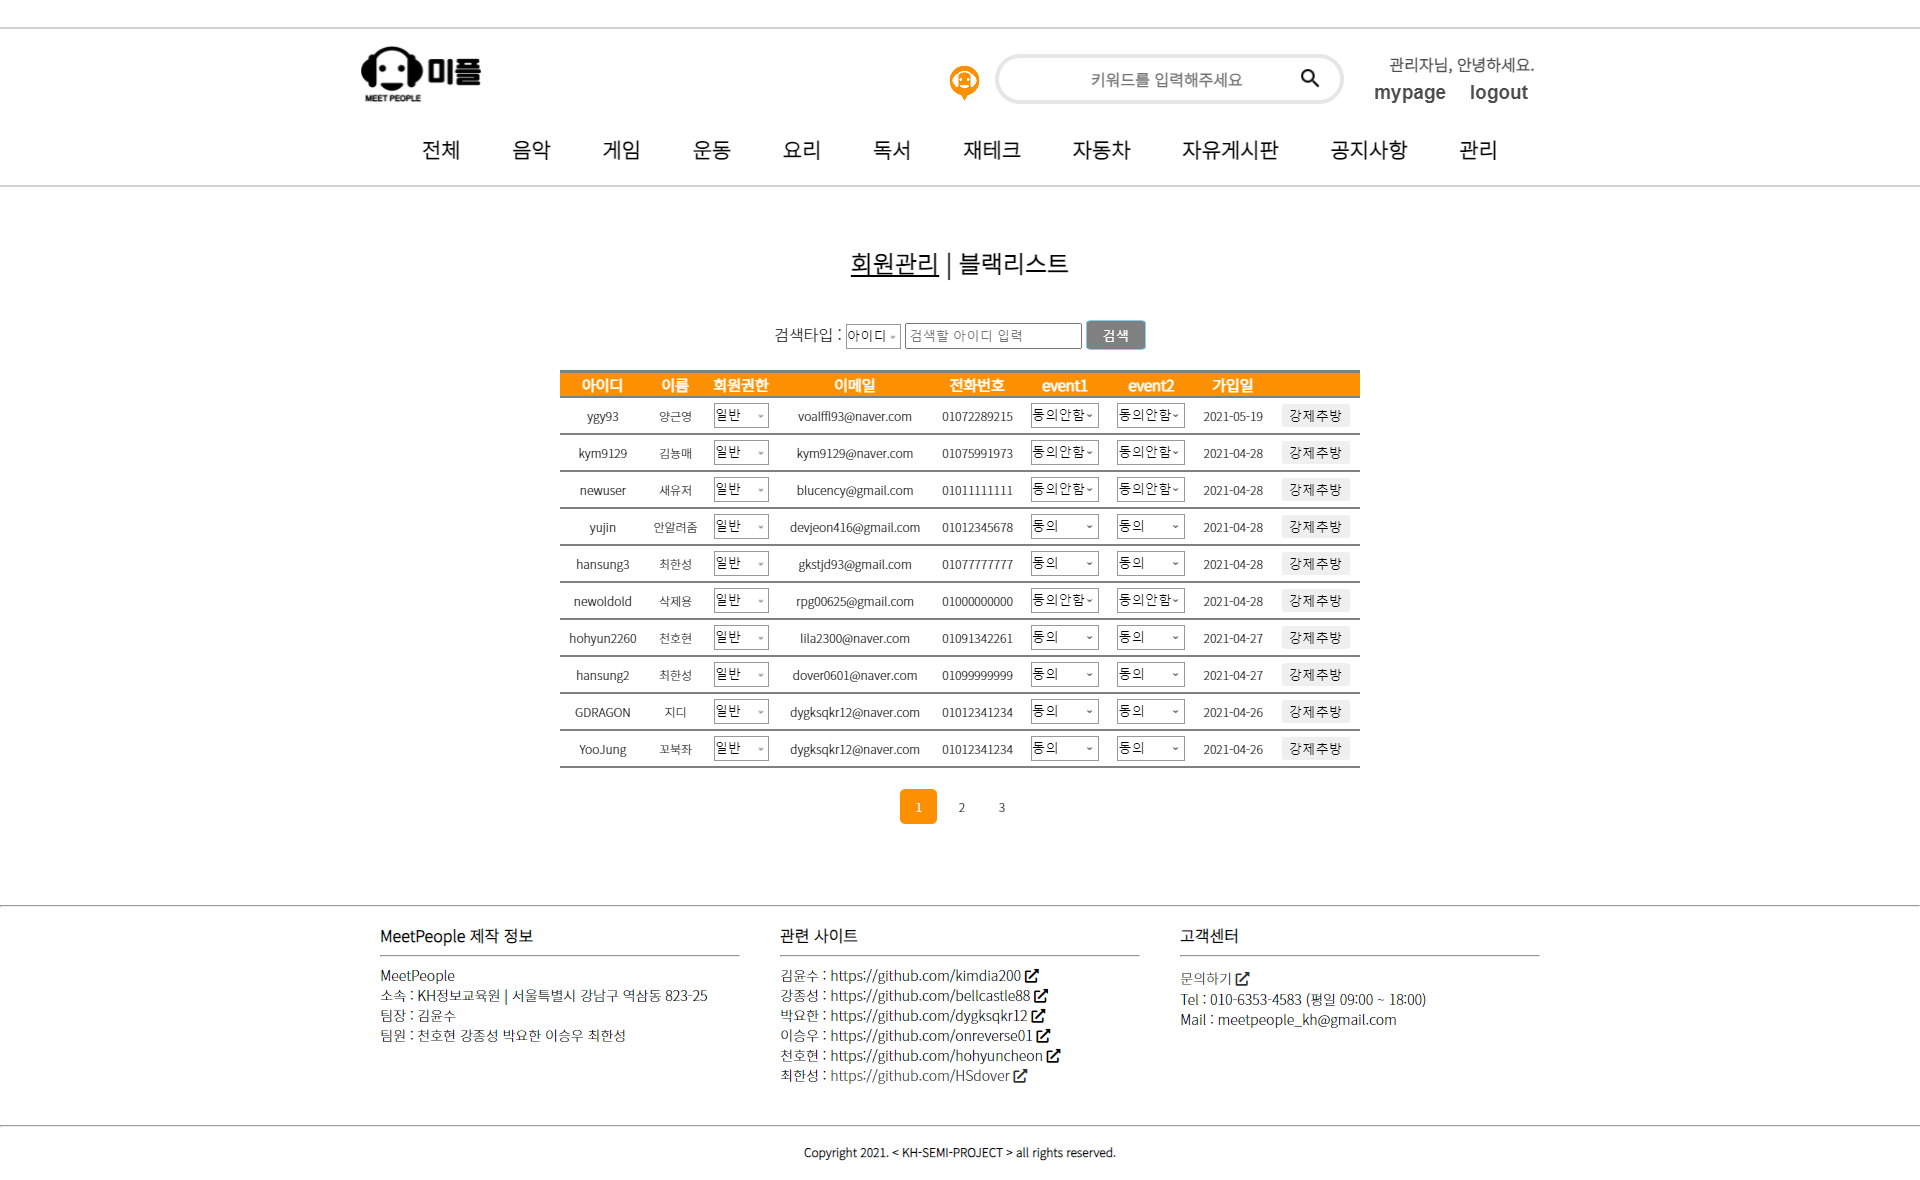 미플
MEET PEOPLE
키워드를 입력해주세요
관리자님, 안녕하세요.
mypage logout
전체 음악 게임 운동 요리 독서 재테크 자동차 자유게시판 공지사항 관리
회원관리 | 블랙리스트
검색타입 : 아이디 검색할 아이디 입력 검색
아이디 이름 회원권한 이메일 전화번호 event1 event2 가입일
ygy93 양근영 일반 voalffl93@naver.com 01072289215 동의안함 동의안함 2021-05-19 강제추방
kym9129 김뇽매 일반 kym9129@naver.com 01075991973 동의안함 동의안함 2021-04-28 강제추방
newuser 새유저 일반 blucency@gmail.com 01011111111 동의안함 동의안함 2021-04-28 강제추방
yujin 안알려줌 일반 devjeon416@gmail.com 01012345678 동의 동의 2021-04-28 강제추방
hansung3 최한성 일반 gkstjd93@gmail.com 01077777777 동의 동의 2021-04-28 강제추방
newoldold 삭제용 일반 rpg00625@gmail.com 01000000000 동의안함 동의안함 2021-04-28 강제추방
hohyun2260 천호현 일반 lila2300@naver.com 01091342261 동의 동의 2021-04-27 강제추방
hansung2 최한성 일반 dover0601@naver.com 01099999999 동의 동의 2021-04-27 강제추방
GDRAGON 지디 일반 dygksqkr12@naver.com 01012341234 동의 동의 2021-04-26 강제추방
YooJung 꼬북좌 일반 dygksqkr12@naver.com 01012341234 동의 동의 2021-04-26 강제추방
1 2 3
MeetPeople 제작 정보
MeetPeople
소속 : KH정보교육원 | 서울특별시 강남구 역삼동 823-25
팀장 : 김윤수
팀원 : 천호현 강종성 박요한 이승우 최한성
관련 사이트
김윤수 : https://github.com/kimdia200
강종성 : https://github.com/bellcastle88
박요한 : https://github.com/dygksqkr12
이승우 : https://github.com/onreverse01
천호현 : https://github.com/hohyuncheon
최한성 : https://github.com/HSdover
고객센터
문의하기
Tel : 010-6353-4583 (평일 09:00 ~ 18:00)
Mail : meetpeople_kh@gmail.com
Copyright 2021. < KH-SEMI-PROJECT > all rights reserved.